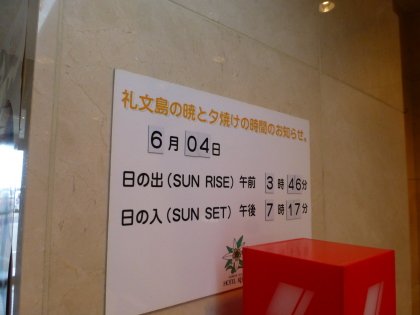 礼文島の暁と夕焼けの時間のお知らせ。
6月04日
日の出(SUN RISE) 午前 3時46分
日の入(SUN SET) 午後 7時17分
HOTEL